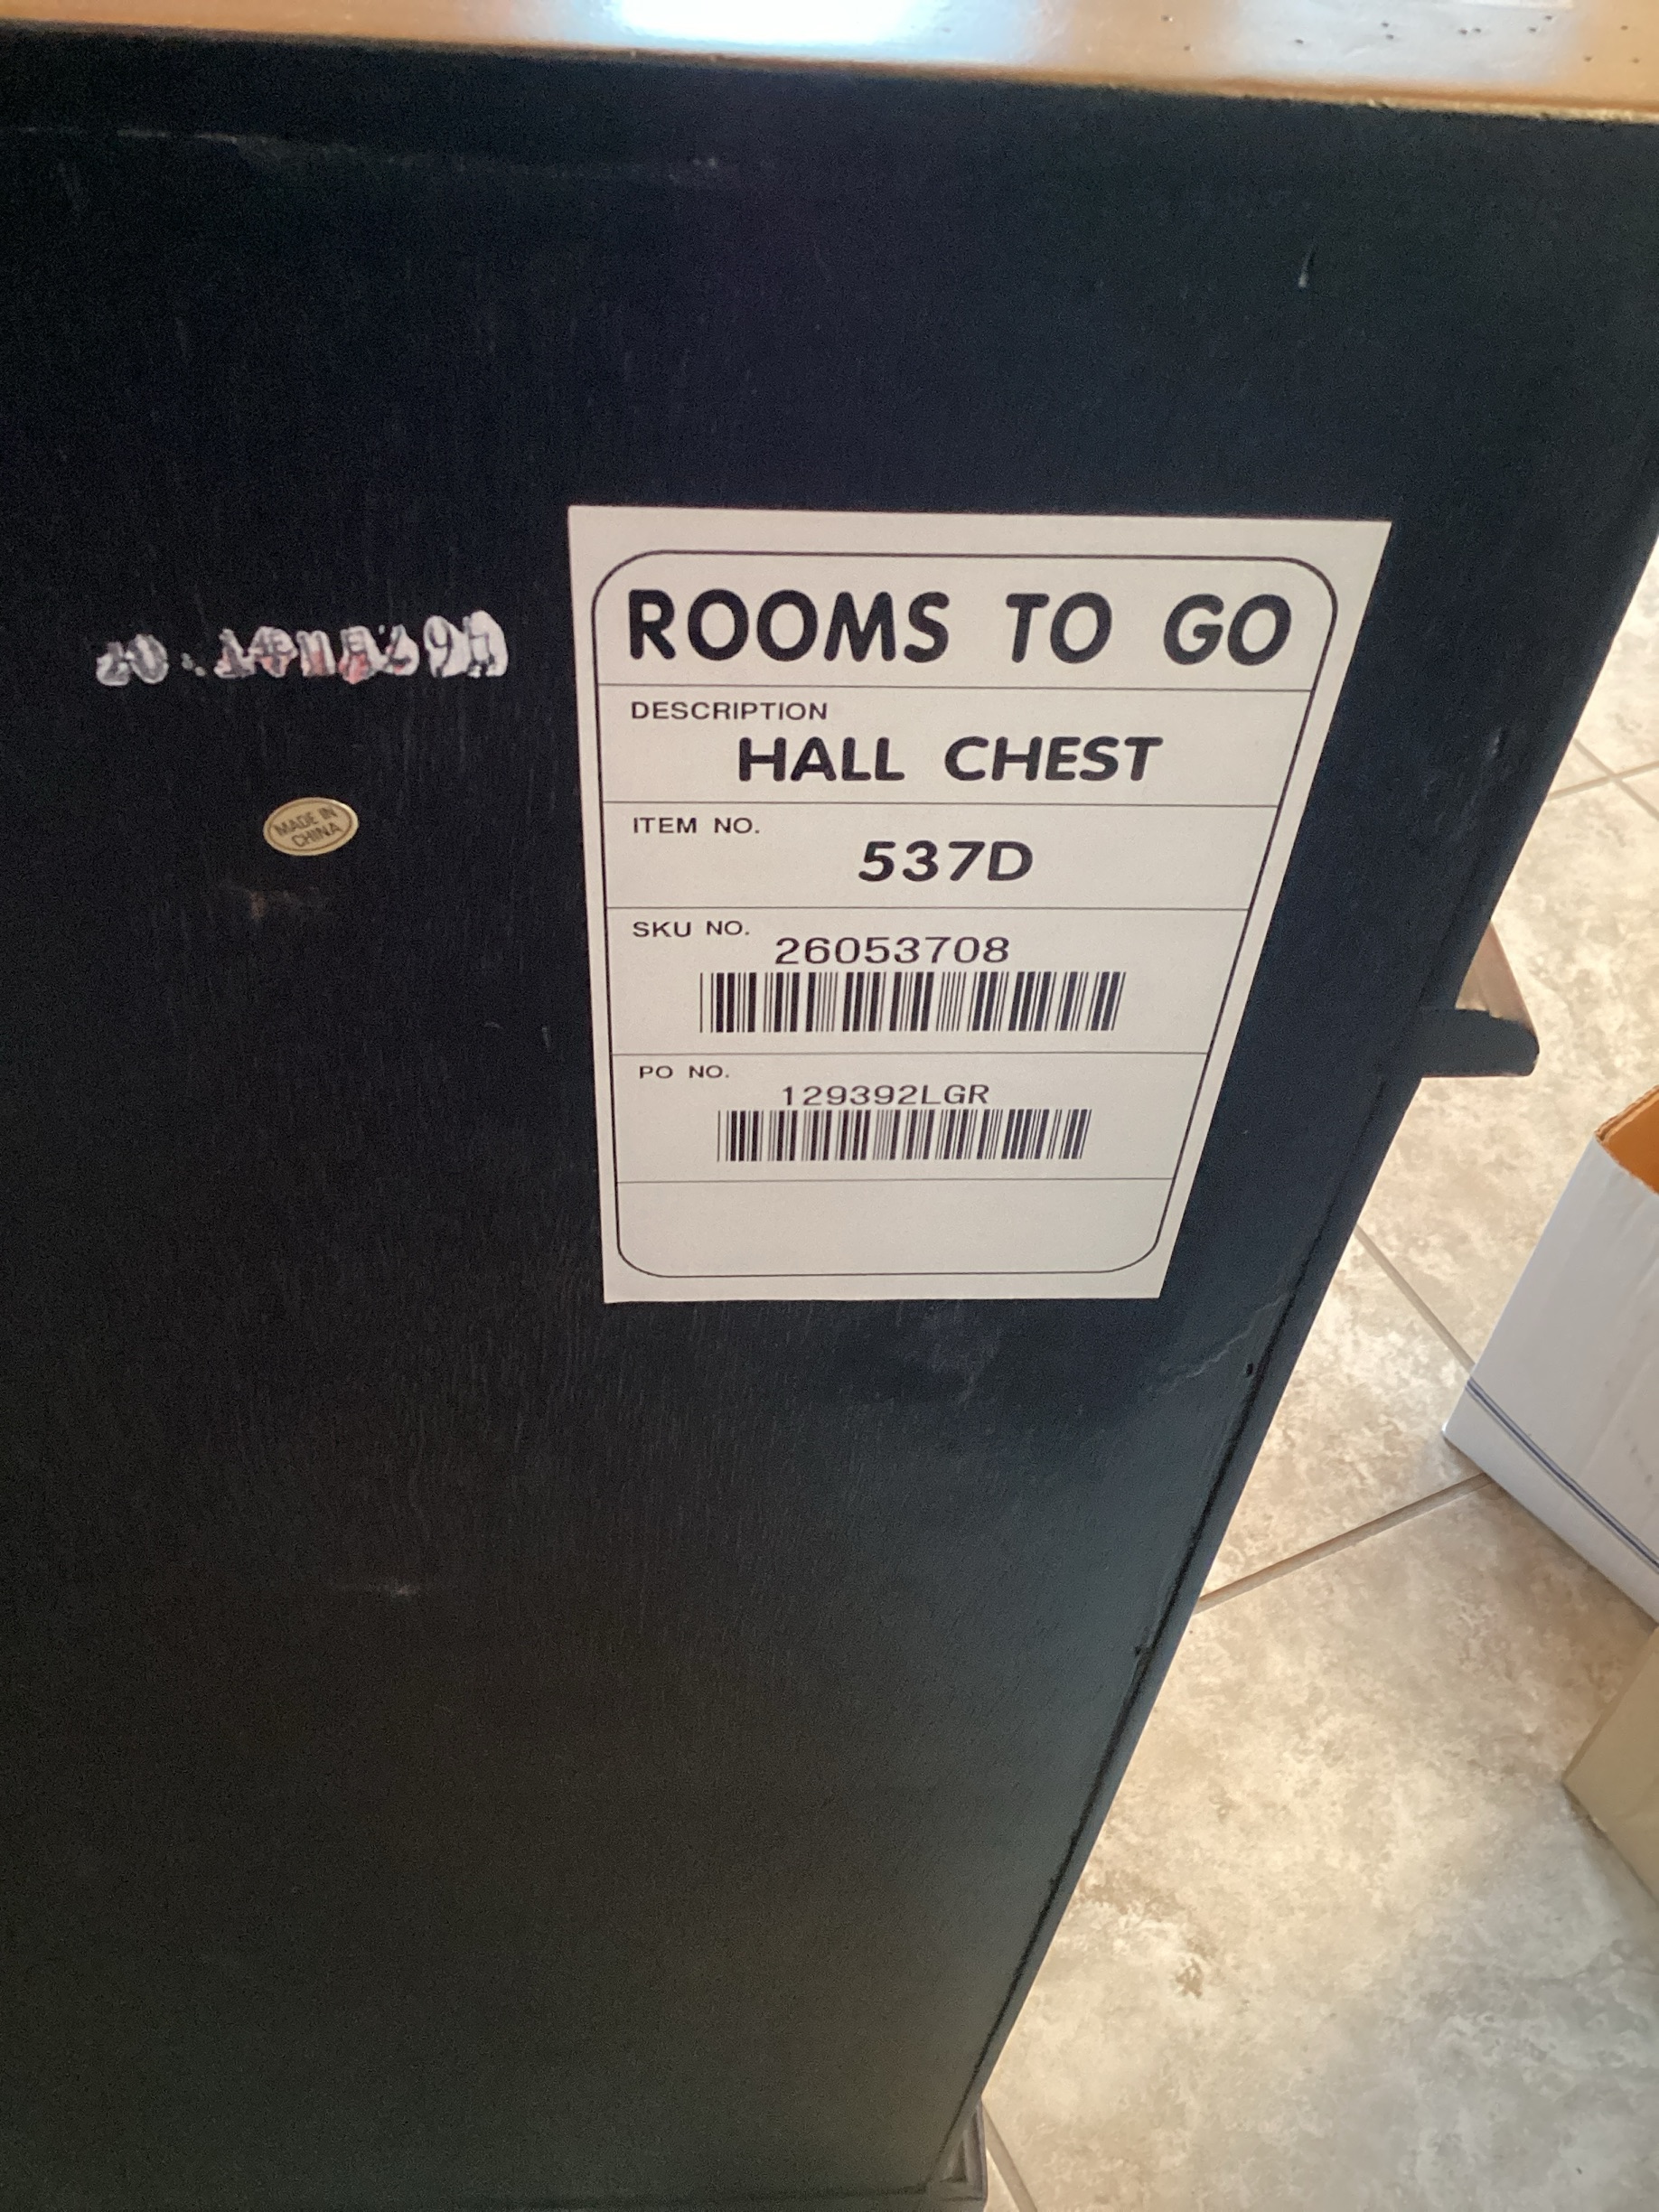 ROOMS TO GO
DESCRIPTION
HALL CHEST
ITEM NO.
537D
SKU NO.
26053708
PO NO.
129392LGR
MADE IN
CHINA